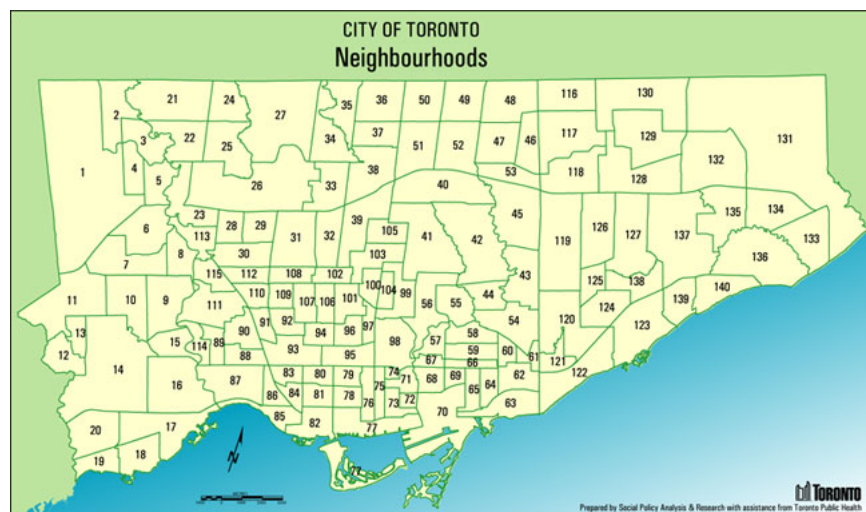 CITY OF TORONTO
Neighbourhoods
21 24 27 35 36 50 49 48 116 130
2
3 22 25 34 37 51 52 47 46 117 129 131
1 4 5 26 33 38 40 53 118 128 132
23 28 29 39 45 135 134
6 113 31 32 105 41 42 119 126 127 137 133
7 8 30 103 136
115 112 108 102 43
11 10 9 110 109 107 106 101 100 104 99 56 55 44 125 138 139 140
111 91 92 97 54 120 124 123
13 90 94 96 98 57 58
12 15 114 89 93 95 67 59 60 61 121
14 88 66
83 80 79 74 62 122
16 87 86 84 81 78 75 71 68 69 65 64
76 73 72 63
85 82 70
20 17 77
19 18
77
N
TORONTO
Prepared by Social Policy Analysis & Research with assistance from Toronto Public Health